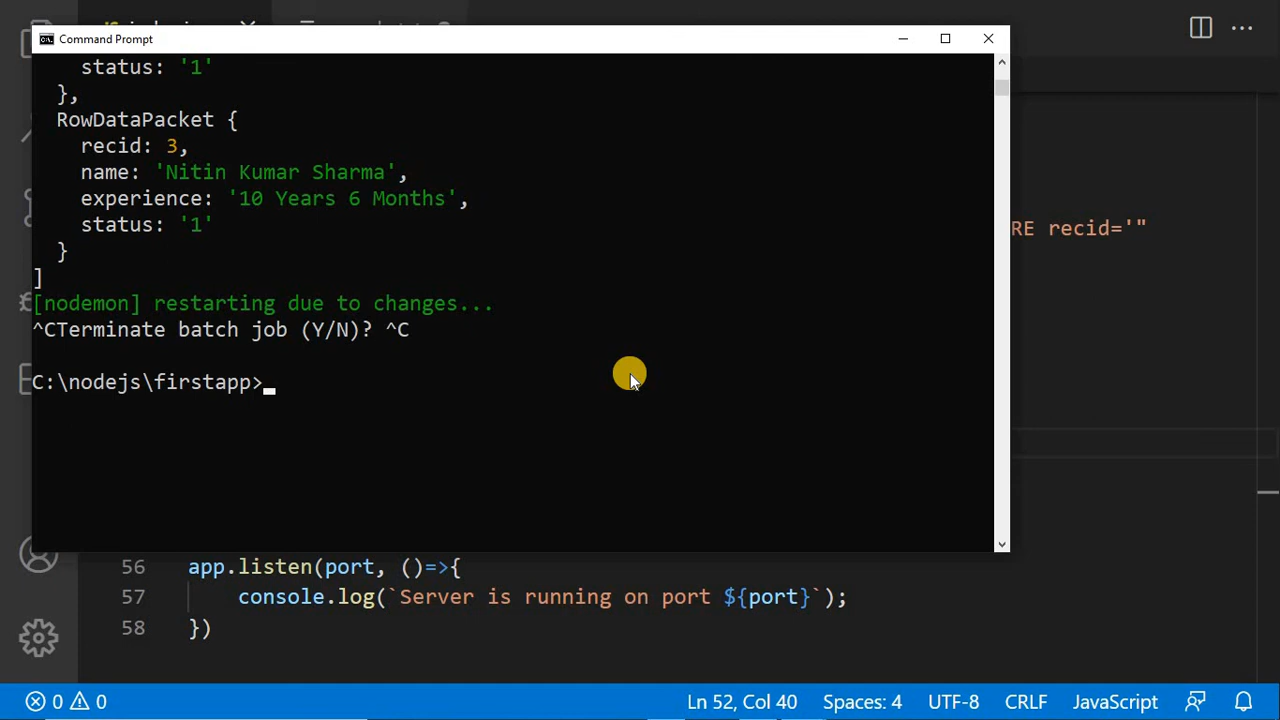 Command Prompt
status: '1'
},
RowDataPacket {
recid: 3,
name: 'Nitin Kumar Sharma',
experience: '10 Years 6 Months',
status: '1'
}
]
[nodemon] restarting due to changes...
^CTerminate batch job (Y/N)? ^C
C:\nodejs\firstapp>
RE recid='"
56 app.listen(port, ()=>{
57 console.log(`Server is running on port ${port}`);
58 })
0 0 Ln 52, Col 40 Spaces: 4 UTF-8 CRLF JavaScript